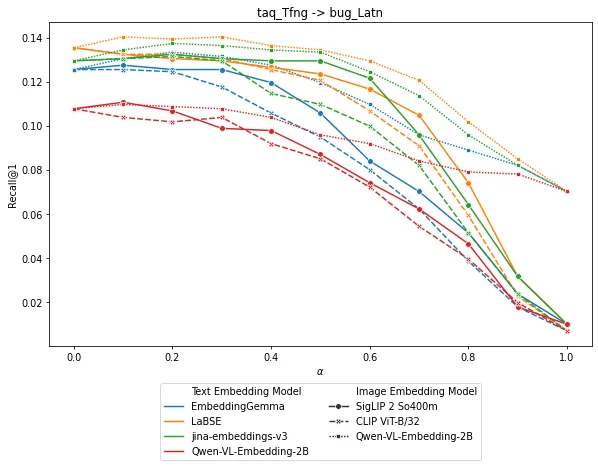 taq_Tfng -> bug_Latn
0.14
0.12
0.10
0.08
0.06
0.04
0.02
Recall@1
0.0 0.2 0.4 0.6 0.8 1.0
α
Text Embedding Model Image Embedding Model
EmbeddingGemma SigLIP 2 So400m
LaBSE CLIP ViT-B/32
jina-embeddings-v3 Qwen-VL-Embedding-2B
Qwen-VL-Embedding-2B